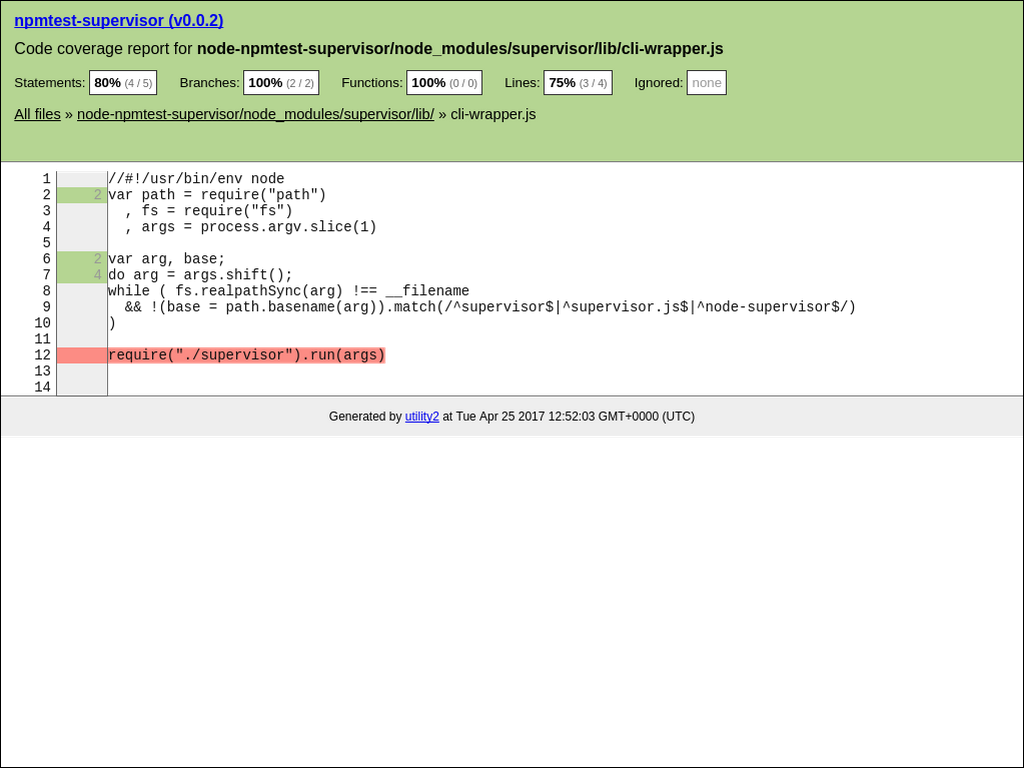 npmtest-supervisor (v0.0.2)
Code coverage report for node-npmtest-supervisor/node_modules/supervisor/lib/cli-wrapper.js
Statements: 80% (4 / 5) Branches: 100% (2 / 2) Functions: 100% (0 / 0) Lines: 75% (3 / 4) Ignored: none
All files » node-npmtest-supervisor/node_modules/supervisor/lib/ » cli-wrapper.js
1 //#!/usr/bin/env node
2 2 var path = require("path")
3 , fs = require("fs")
4 , args = process.argv.slice(1)
5
6 2 var arg, base;
7 4 do arg = args.shift();
8 while ( fs.realpathSync(arg) !== __filename
9 && !(base = path.basename(arg)).match(/^supervisor$|^supervisor.js$|^node-supervisor$/)
10 )
11
12 require("./supervisor").run(args)
13
14
Generated by utility2 at Tue Apr 25 2017 12:52:03 GMT+0000 (UTC)